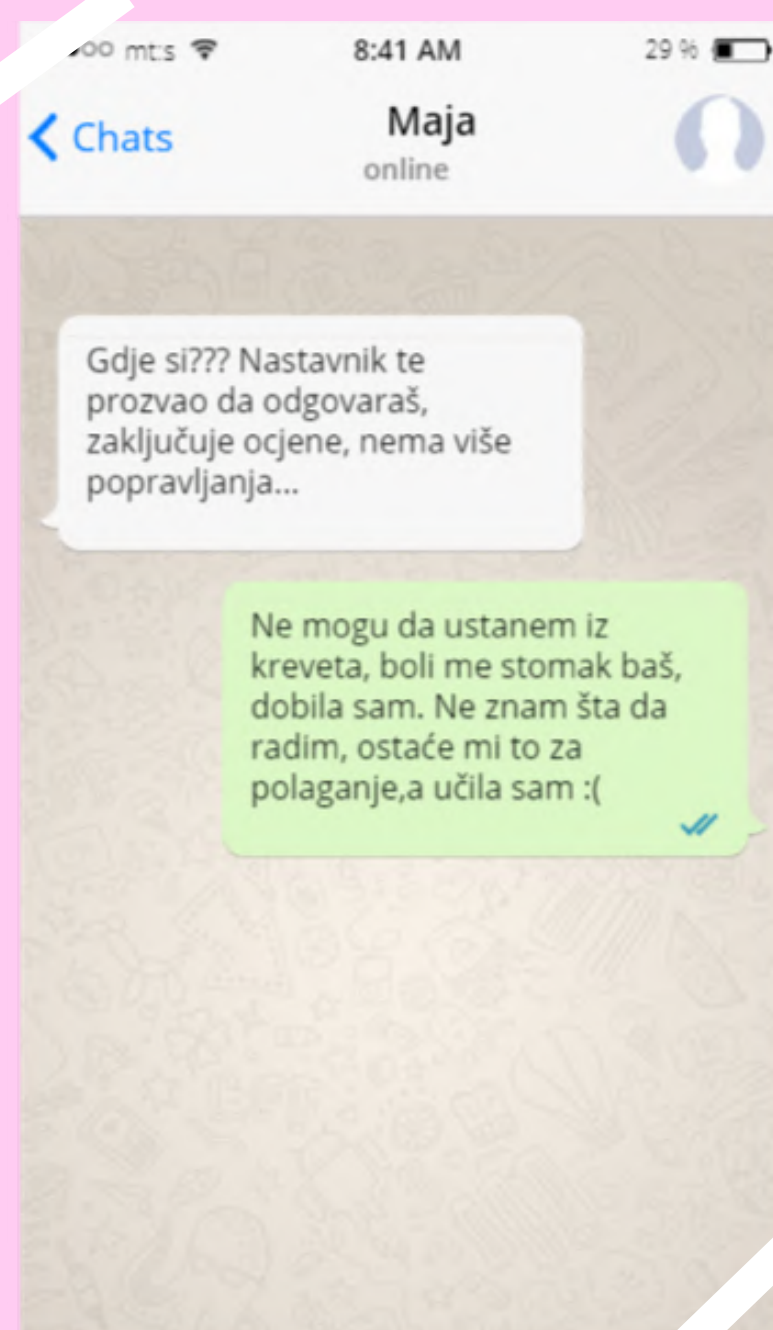 mt:s 8:41 AM 29 %
Chats Maja
online
Gdje si??? Nastavnik te
prozvao da odgovaraš,
zaključuje ocjene, nema više
popravljanja...
Ne mogu da ustanem iz
kreveta, boli me stomak baš,
dobila sam. Ne znam šta da
radim, ostaće mi to za
polaganje,a učila sam :(